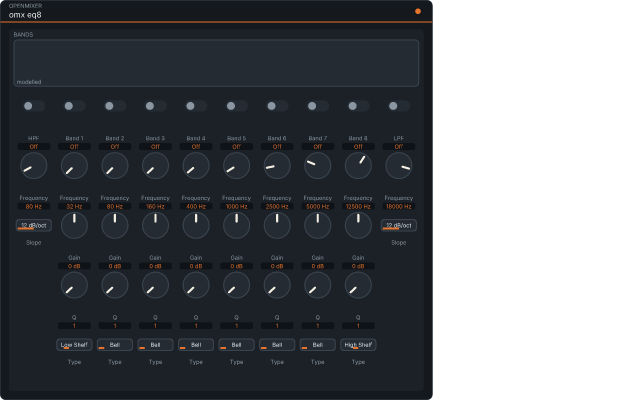 OPENMIXER
omx eq8
BANDS
modelled
HPF Band 1 Band 2 Band 3 Band 4 Band 5 Band 6 Band 7 Band 8 LPF
Off Off Off Off Off Off Off Off Off Off
Frequency Frequency Frequency Frequency Frequency Frequency Frequency Frequency Frequency Frequency
80 Hz 32 Hz 80 Hz 160 Hz 400 Hz 1000 Hz 2500 Hz 5000 Hz 12500 Hz 18000 Hz
12 dB/oct 12 dB/oct
Slope Slope
Gain Gain Gain Gain Gain Gain Gain Gain
0 dB 0 dB 0 dB 0 dB 0 dB 0 dB 0 dB 0 dB
Q Q Q Q Q Q Q Q
1 1 1 1 1 1 1 1
Low Shelf Bell Bell Bell Bell Bell Bell High Shelf
Type Type Type Type Type Type Type Type